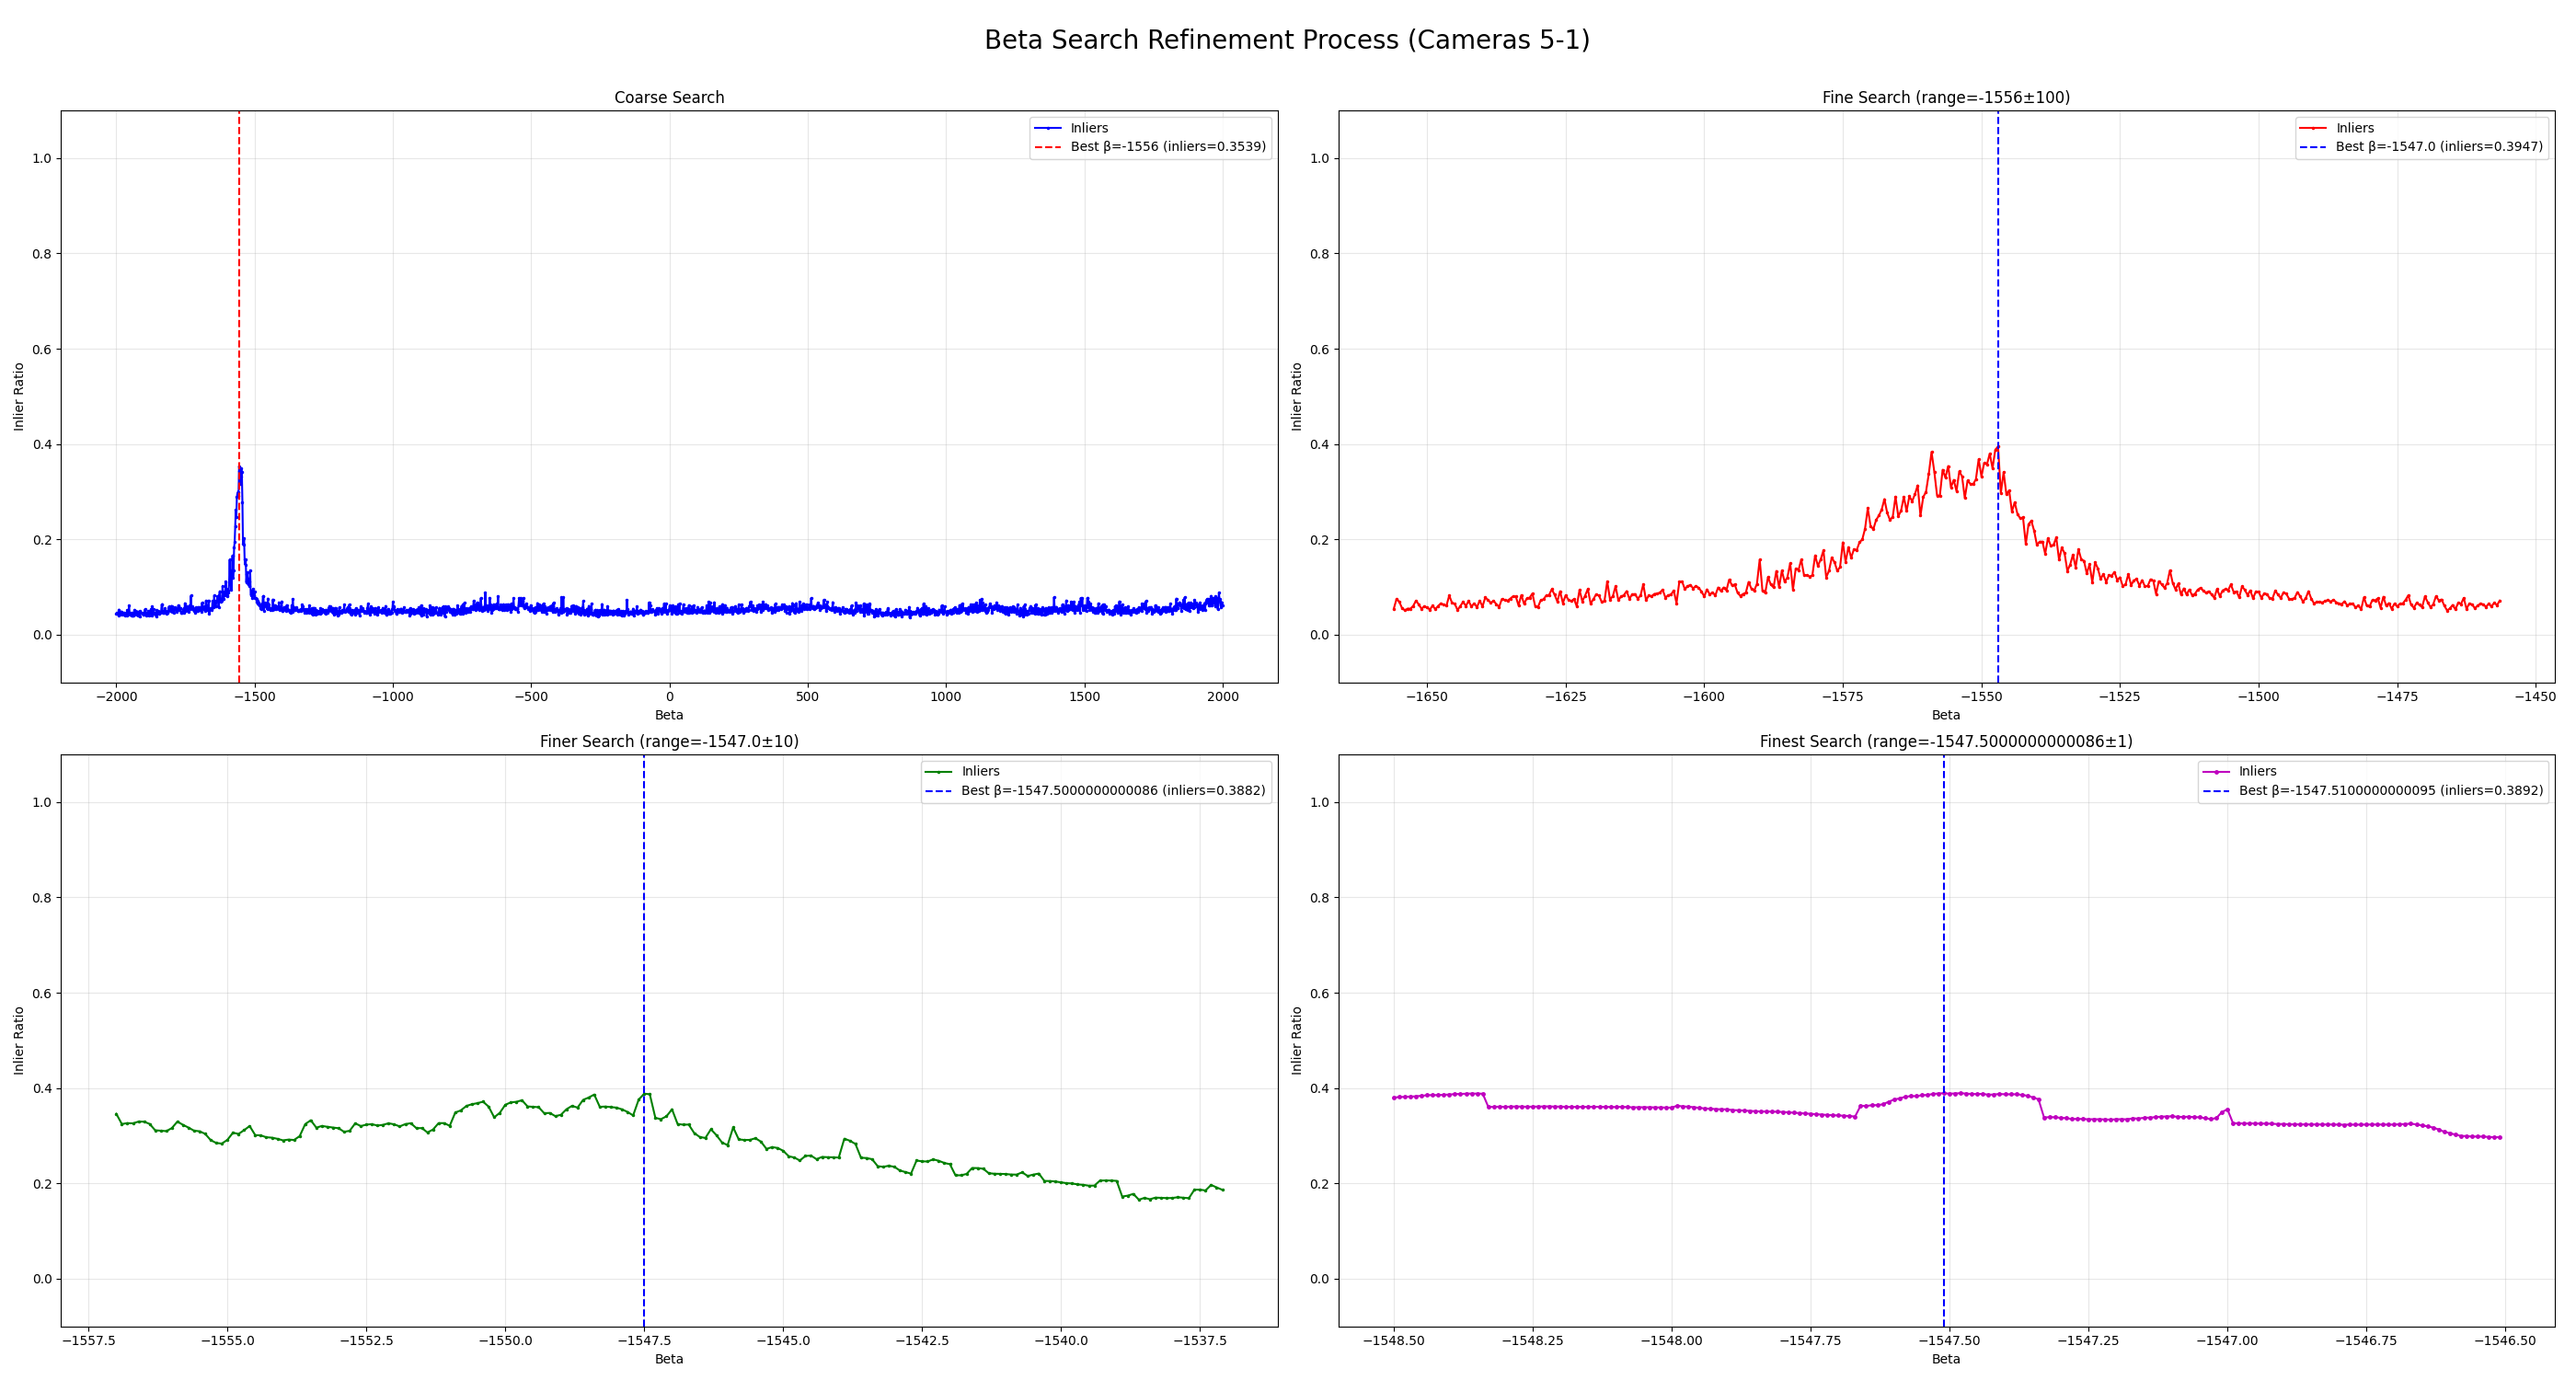 Beta Search Refinement Process (Cameras 5-1)
Coarse Search
Inliers
Best β=-1556 (inliers=0.3539)
1.0
0.8
0.6
0.4
0.2
0.0
Inlier Ratio
−2000 −1500 −1000 −500 0 500 1000 1500 2000
Beta
Fine Search (range=-1556±100)
Inliers
Best β=-1547.0 (inliers=0.3947)
1.0
0.8
0.6
0.4
0.2
0.0
Inlier Ratio
−1650 −1625 −1600 −1575 −1550 −1525 −1500 −1475 −1450
Beta
Finer Search (range=-1547.0±10)
Inliers
Best β=-1547.5000000000086 (inliers=0.3882)
1.0
0.8
0.6
0.4
0.2
0.0
Inlier Ratio
−1557.5 −1555.0 −1552.5 −1550.0 −1547.5 −1545.0 −1542.5 −1540.0 −1537.5
Beta
Finest Search (range=-1547.5000000000086±1)
Inliers
Best β=-1547.5100000000095 (inliers=0.3892)
1.0
0.8
0.6
0.4
0.2
0.0
Inlier Ratio
−1548.50 −1548.25 −1548.00 −1547.75 −1547.50 −1547.25 −1547.00 −1546.75 −1546.50
Beta